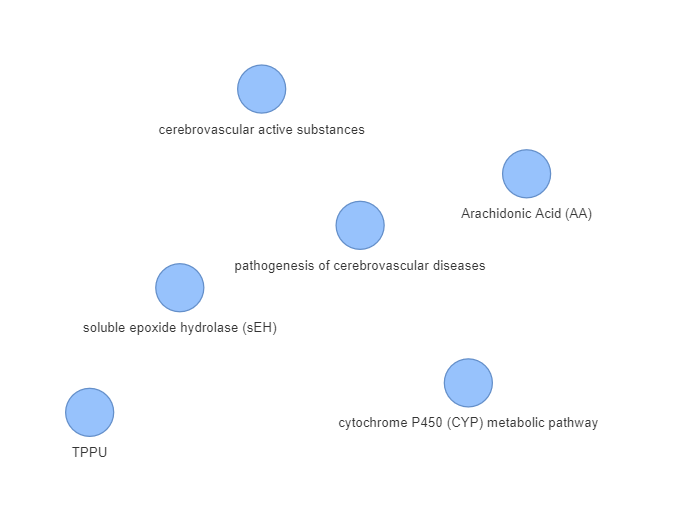 cerebrovascular active substances
Arachidonic Acid (AA)
pathogenesis of cerebrovascular diseases
soluble epoxide hydrolase (sEH)
cytochrome P450 (CYP) metabolic pathway
TPPU